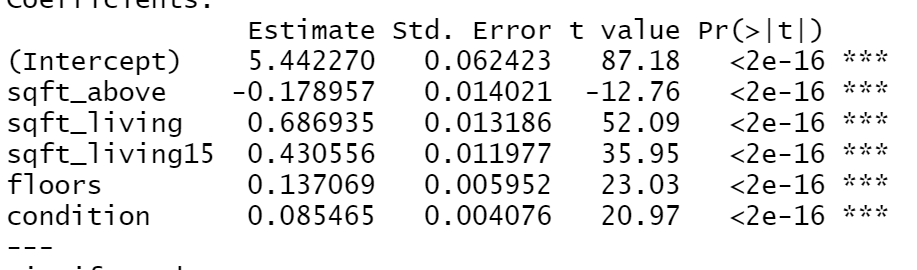 Coefficients:
Estimate Std. Error t value Pr(>|t|)
(Intercept) 5.442270 0.062423 87.18 <2e-16 ***
sqft_above -0.178957 0.014021 -12.76 <2e-16 ***
sqft_living 0.686935 0.013186 52.09 <2e-16 ***
sqft_living15 0.430556 0.011977 35.95 <2e-16 ***
floors 0.137069 0.005952 23.03 <2e-16 ***
condition 0.085465 0.004076 20.97 <2e-16 ***
---